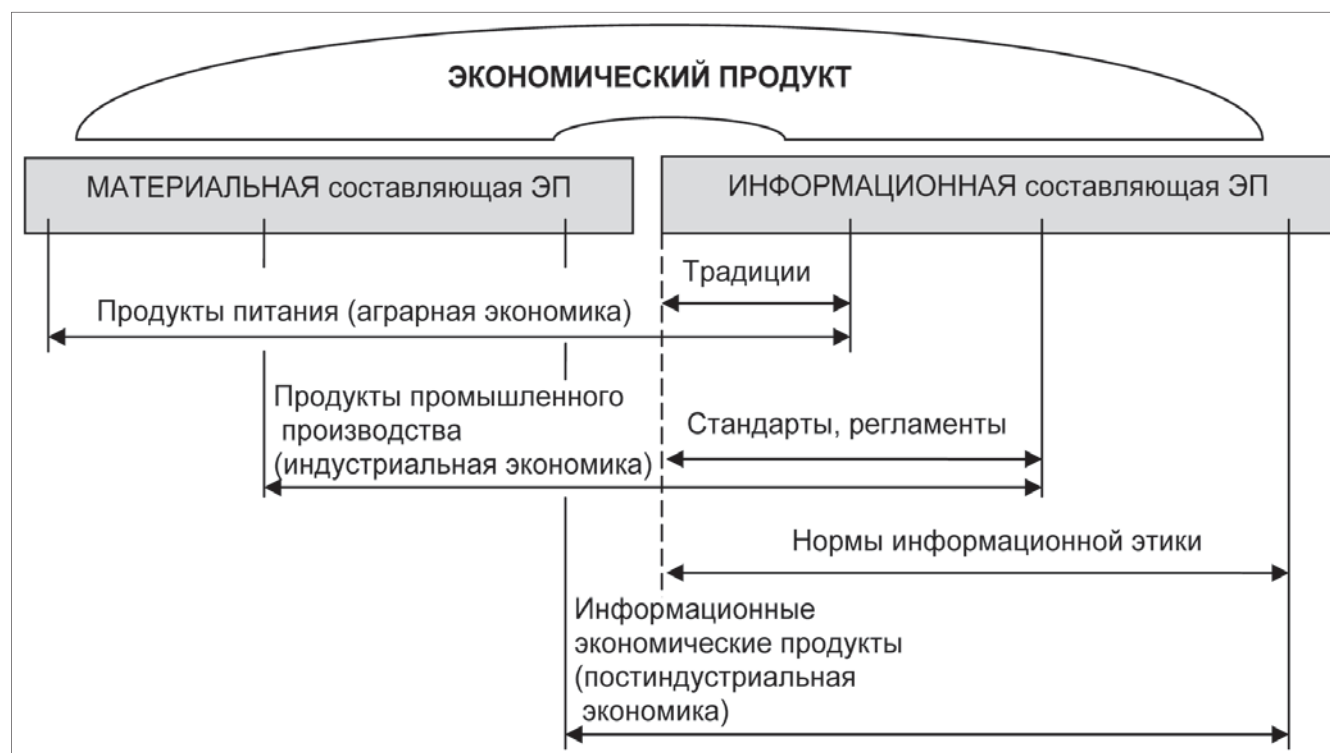 ЭКОНОМИЧЕСКИЙ ПРОДУКТ
МАТЕРИАЛЬНАЯ составляющая ЭП
ИНФОРМАЦИОННАЯ составляющая ЭП
Традиции
Продукты питания (аграрная экономика)
Продукты промышленного
производства
(индустриальная экономика)
Стандарты, регламенты
Нормы информационной этики
Информационные
экономические продукты
(постиндустриальная
экономика)